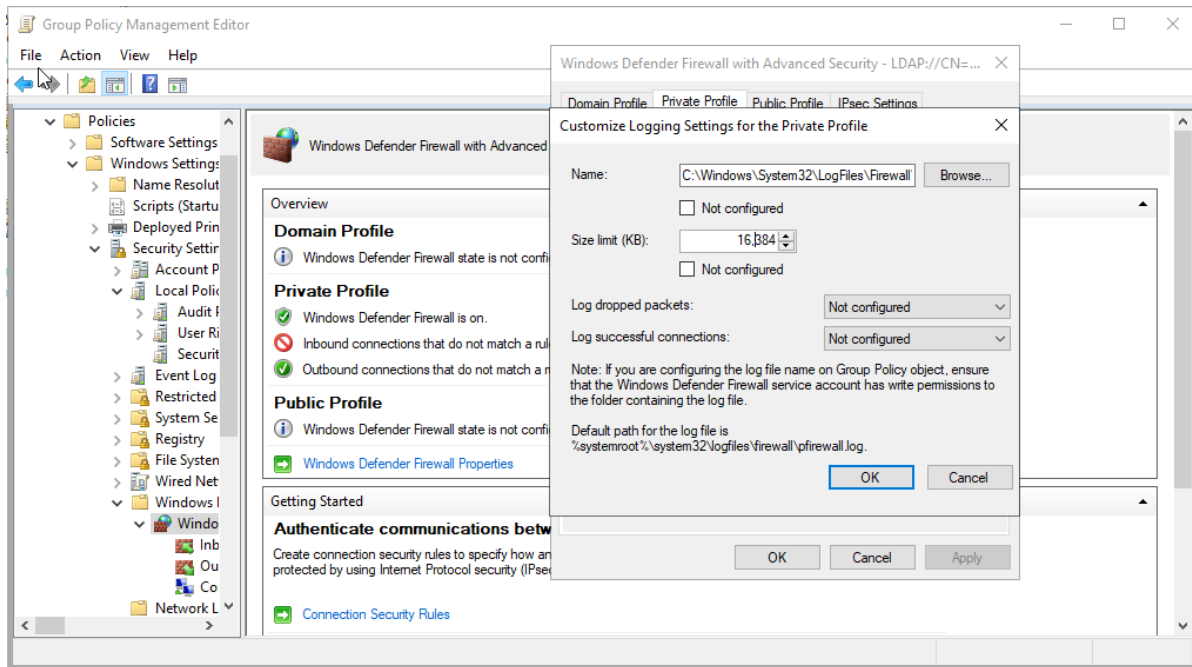 Group Policy Management Editor
File Action View Help
Policies
Software Settings
Windows Settings
Name Resolut
Scripts (Startu
Deployed Prin
Security Settin
Account P
Local Polic
Audit P
User Ri
Securit
Event Log
Restricted
System Se
Registry
File System
Wired Net
Windows I
Windo
Inb
Ou
Co
Network L
Windows Defender Firewall with Advanced
Overview
Domain Profile
Windows Defender Firewall state is not confi
Private Profile
Windows Defender Firewall is on.
Inbound connections that do not match a rul
Outbound connections that do not match a r
Public Profile
Windows Defender Firewall state is not confi
Windows Defender Firewall Properties
Getting Started
Authenticate communications betw
Create connection security rules to specify how an
protected by using Internet Protocol security (IPsec
Connection Security Rules
Windows Defender Firewall with Advanced Security - LDAP://CN=...
Domain Profile Private Profile Public Profile IPsec Settings
Customize Logging Settings for the Private Profile
Name: C:\Windows\System32\LogFiles\Firewall\ Browse...
Not configured
Size limit (KB): 16,384
Not configured
Log dropped packets: Not configured
Log successful connections: Not configured
Note: If you are configuring the log file name on Group Policy object, ensure
that the Windows Defender Firewall service account has write permissions to
the folder containing the log file.
Default path for the log file is
%systemroot%\system32\logfiles\firewall\pfirewall.log.
OK Cancel
OK Cancel Apply